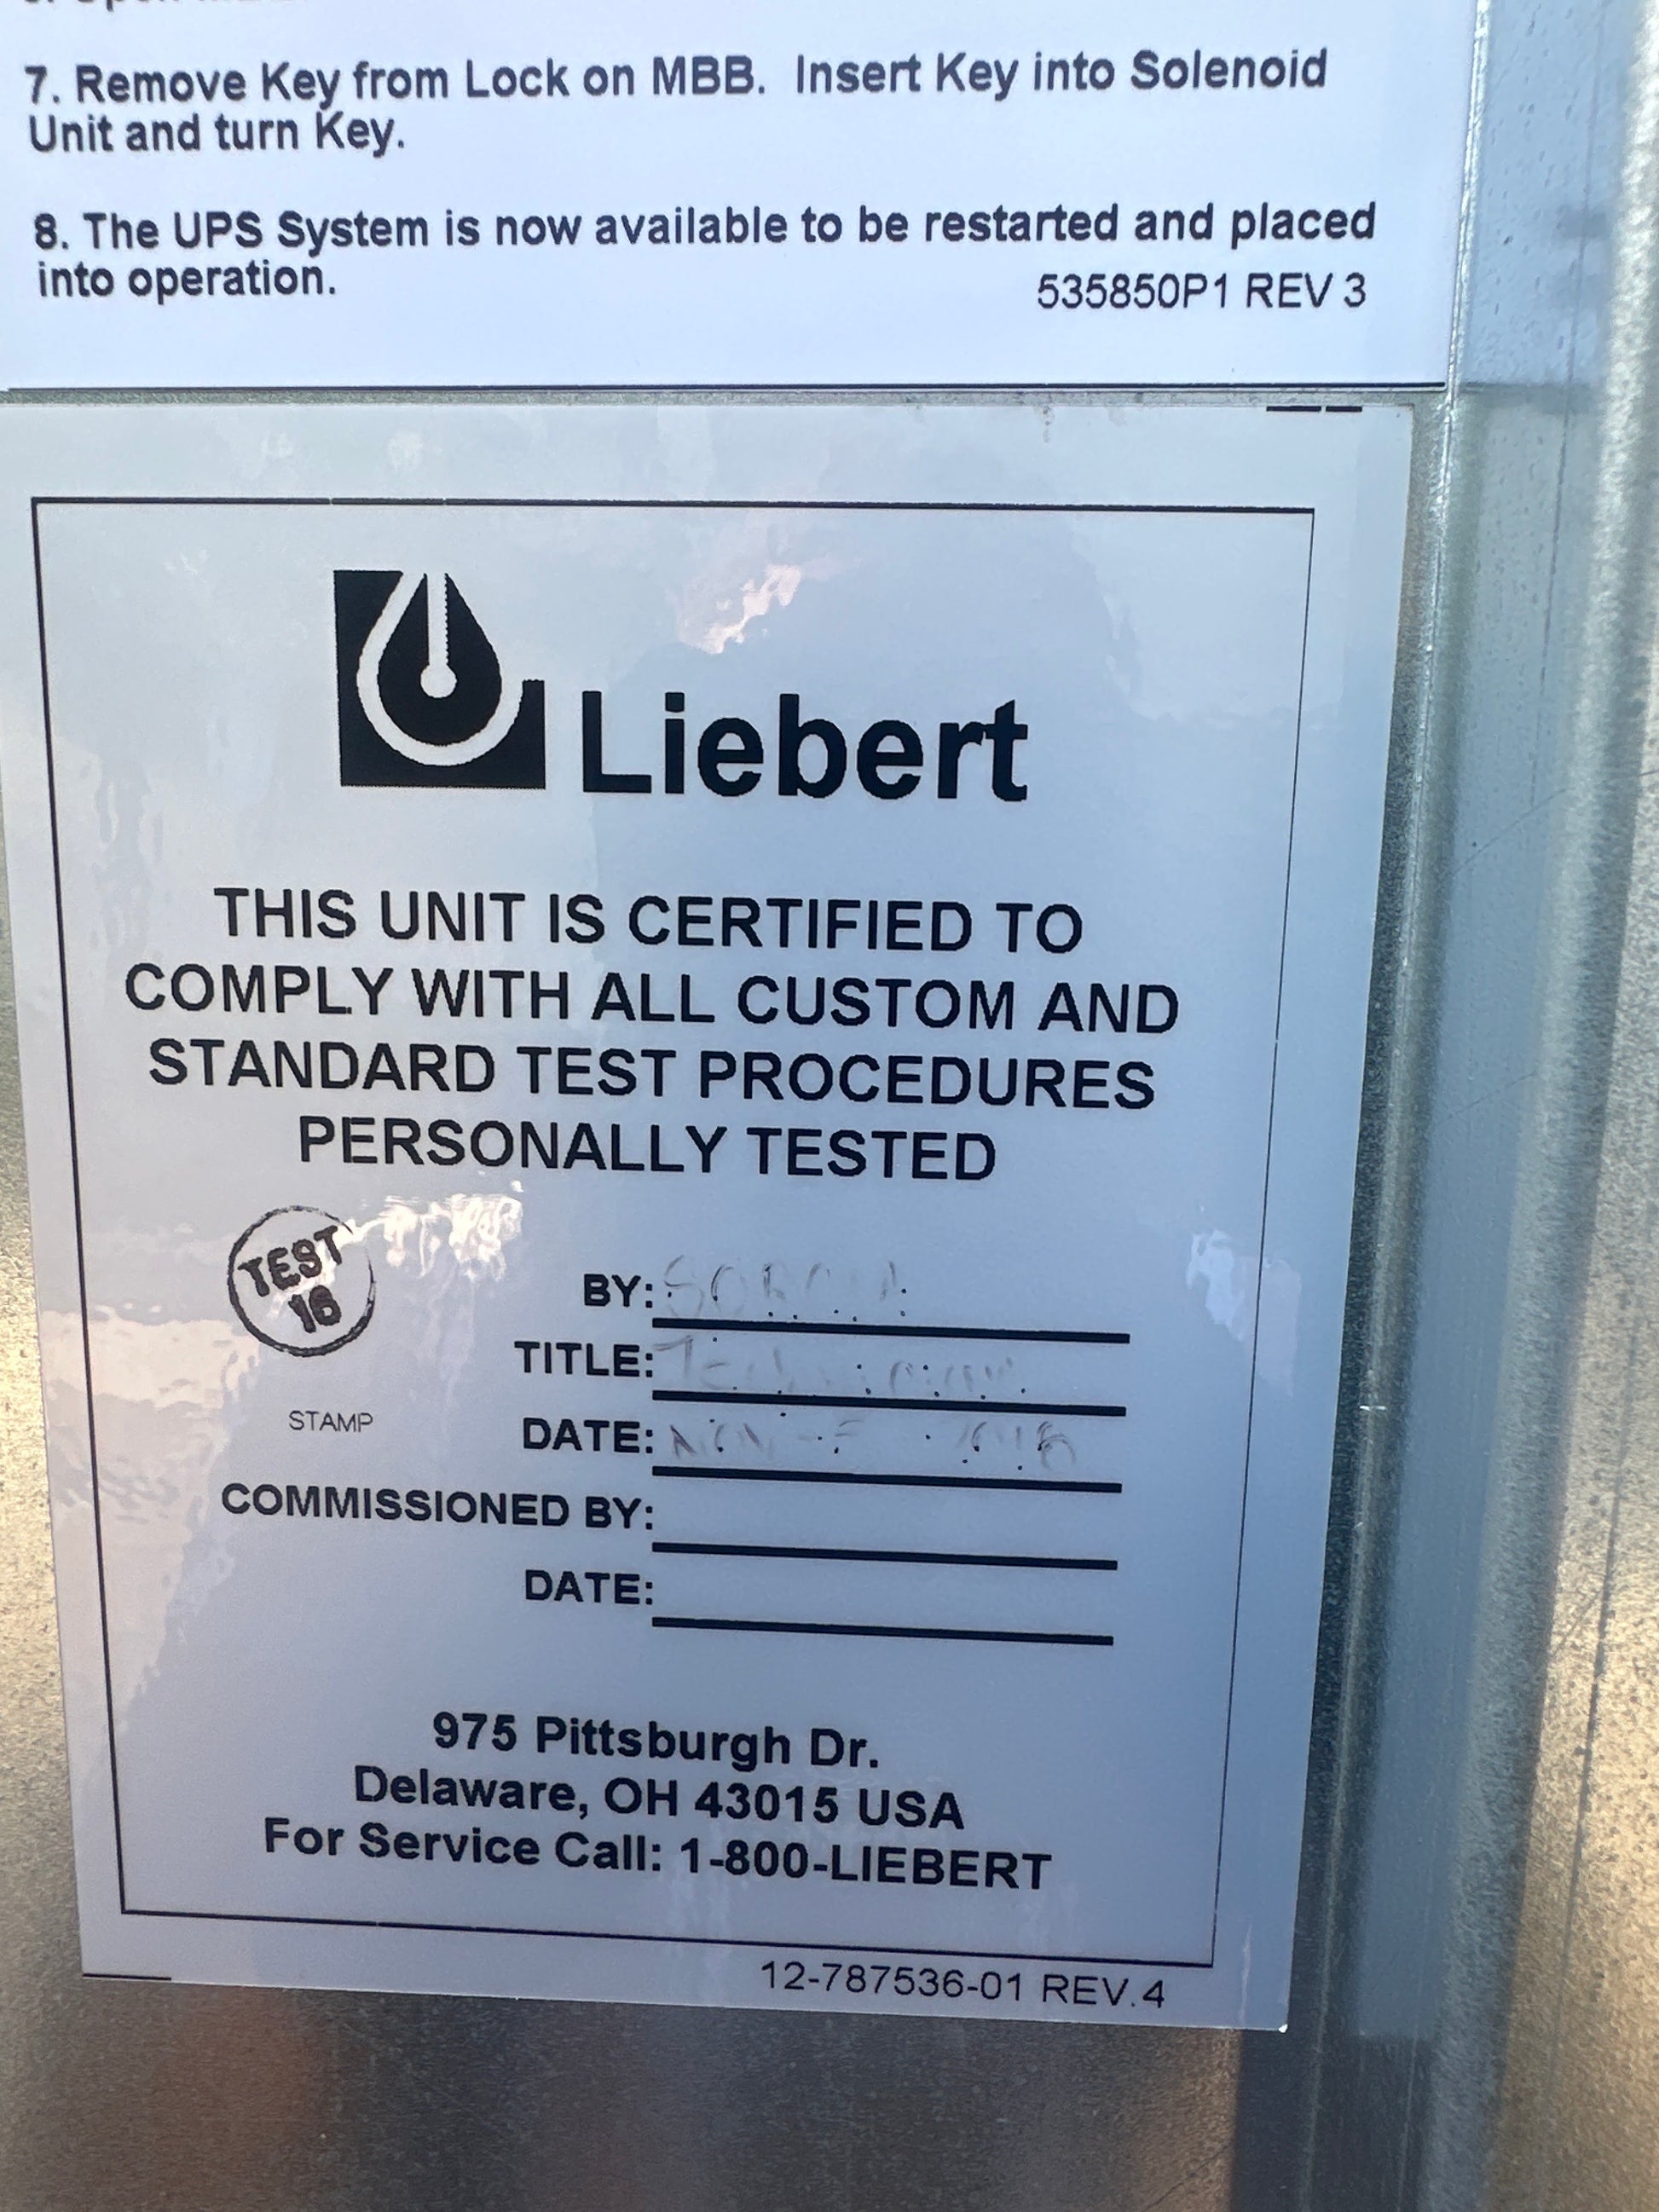 7. Remove Key from Lock on MBB. Insert Key into Solenoid
Unit and turn Key.
8. The UPS System is now available to be restarted and placed
into operation.
535850P1 REV 3
Liebert
THIS UNIT IS CERTIFIED TO
COMPLY WITH ALL CUSTOM AND
STANDARD TEST PROCEDURES
PERSONALLY TESTED
TEST
16
STAMP
BY:
TITLE: Technician
DATE: NOV
COMMISSIONED BY:
DATE:
975 Pittsburgh Dr.
Delaware, OH 43015 USA
For Service Call: 1-800-LIEBERT
12-787536-01 REV.4